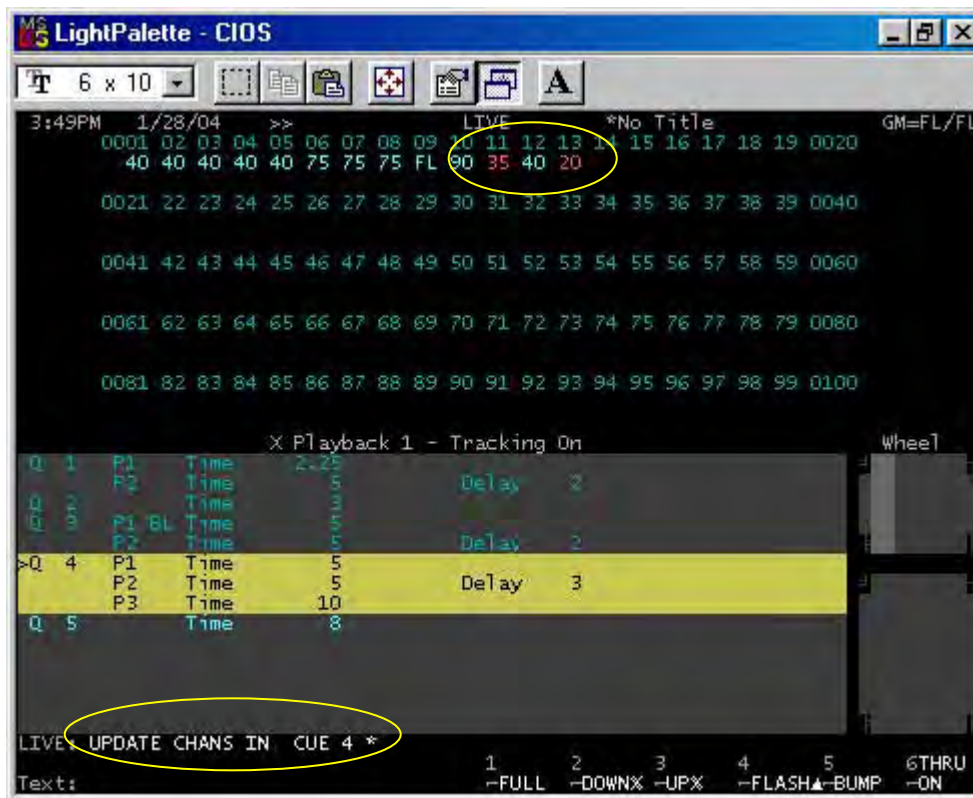 LightPalette - CIOS
6 x 10 A
3:49PM 1/28/04 >> LIVE *No Title GM=FL/FL
0001 02 03 04 05 06 07 08 09 10 11 12 13 14 15 16 17 18 19 0020
40 40 40 40 40 75 75 75 FL 90 35 40 20
0021 22 23 24 25 26 27 28 29 30 31 32 33 34 35 36 37 38 39 0040
0041 42 43 44 45 46 47 48 49 50 51 52 53 54 55 56 57 58 59 0060
0061 62 63 64 65 66 67 68 69 70 71 72 73 74 75 76 77 78 79 0080
0081 82 83 84 85 86 87 88 89 90 91 92 93 94 95 96 97 98 99 0100
X Playback 1 - Tracking On Wheel
Q 1 P1 Time 2.25
P2 Time 5 Delay 2
Q 2 Time 3
Q 3 P1 BL Time 5
P2 Time 5 Delay 2
>Q 4 P1 Time 5
P2 Time 5 Delay 3
P3 Time 10
Q 5 Time 8
LIVE: UPDATE CHANS IN CUE 4 *
1 2 3 4 5 6THRU
Text: —FULL —DOWN% —UP% —FLASH▲—BUMP —ON